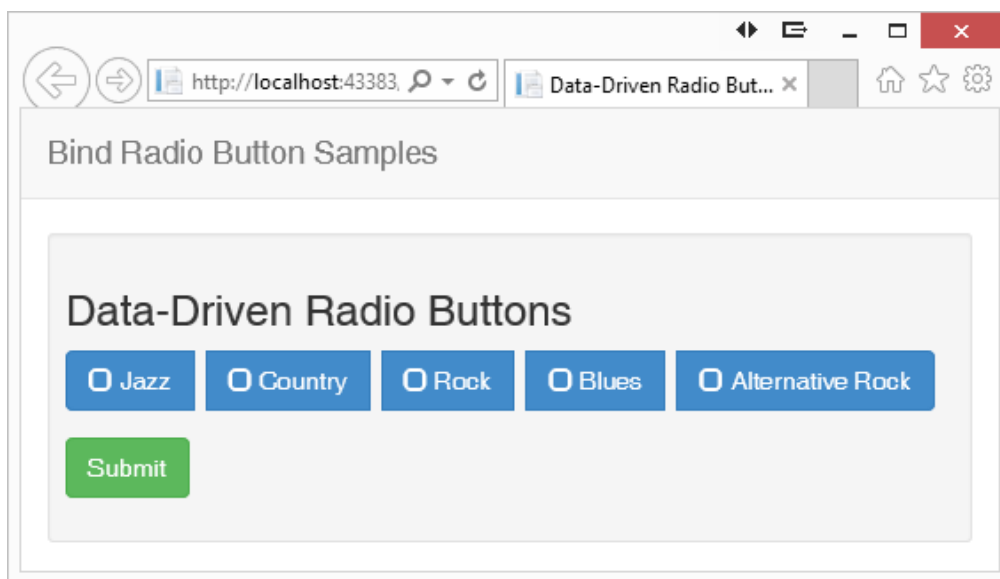 http://localhost:43383,
Data-Driven Radio But...
Bind Radio Button Samples
Data-Driven Radio Buttons
Jazz Country Rock Blues Alternative Rock
Submit